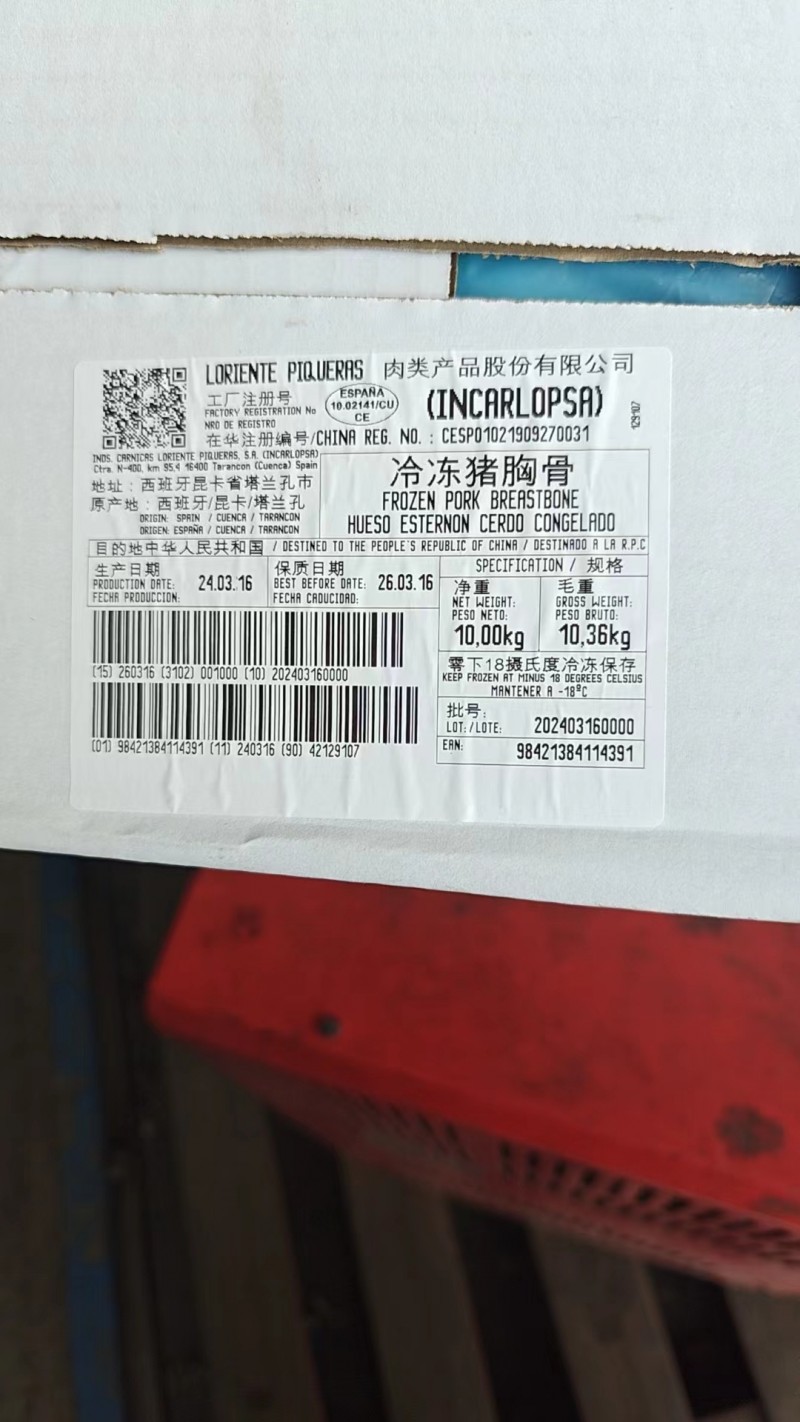 LORIENTE PIQUERAS 肉类产品股份有限公司
工厂注册号
FACTORY REGISTRATION No
NRO DE REGISTRO
ESPAÑA
10.02141/CU
CE
(INCARLOPSA)
129107
在华注册编号/CHINA REG. NO. : CESP01021909270031
INDS. CARNICAS LORIENTE PIQUERAS, S.A. (INCARLOPSA)
Ctra. N-400, km 95,4 16400 Tarancon (Cuenca) Spain
地址：西班牙昆卡省塔兰孔市
原产地：西班牙/昆卡/塔兰孔
ORIGIN: SPAIN / CUENCA / TARANCON
ORIGEN: ESPAÑA / CUENCA / TARANCON
冷冻猪胸骨
FROZEN PORK BREASTBONE
HUESO ESTERNON CERDO CONGELADO
目的地中华人民共和国 / DESTINED TO THE PEOPLE'S REPUBLIC OF CHINA / DESTINADO A LA R.P.C
生产日期
PRODUCTION DATE:
FECHA PRODUCCION:
24.03.16
保质日期
BEST BEFORE DATE:
FECHA CADUCIDAD:
26.03.16
SPECIFICATION / 规格
净重
NET WEIGHT:
PESO NETO:
10,00kg
毛重
GROSS WEIGHT:
PESO BRUTO:
10,36kg
(15) 260316 (3102) 001000 (10) 202403160000
零下18摄氏度冷冻保存
KEEP FROZEN AT MINUS 18 DEGREES CELSIUS
MANTENER A -18ºC
批号:
LOT:/LOTE: 202403160000
EAN: 98421384114391
(01) 98421384114391 (11) 240316 (90) 42129107